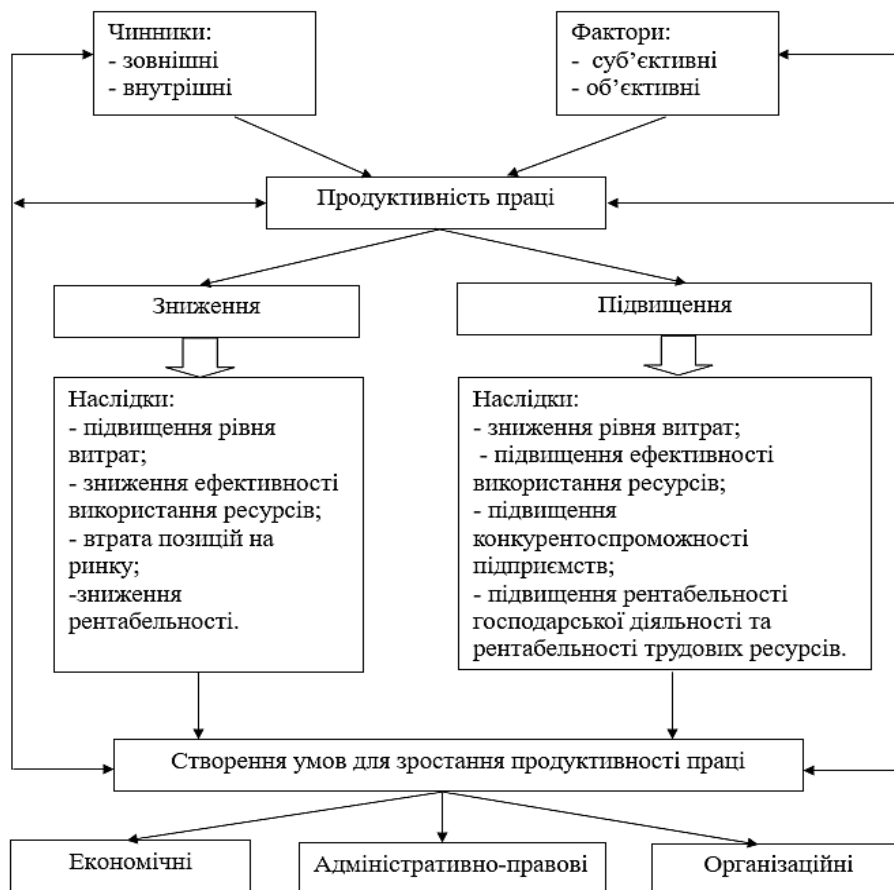 Чинники:
- зовнішні
- внутрішні
Фактори:
- суб’єктивні
- об’єктивні
Продуктивність праці
Зниження
Підвищення
Наслідки:
- підвищення рівня
витрат;
- зниження ефективності
використання ресурсів;
- втрата позицій на
ринку;
-зниження
рентабельності.
Наслідки:
- зниження рівня витрат;
- підвищення ефективності
використання ресурсів;
- підвищення
конкурентоспроможності
підприємств;
- підвищення рентабельності
господарської діяльності та
рентабельності трудових ресурсів.
Створення умов для зростання продуктивності праці
Економічні
Адміністративно-правові
Організаційні